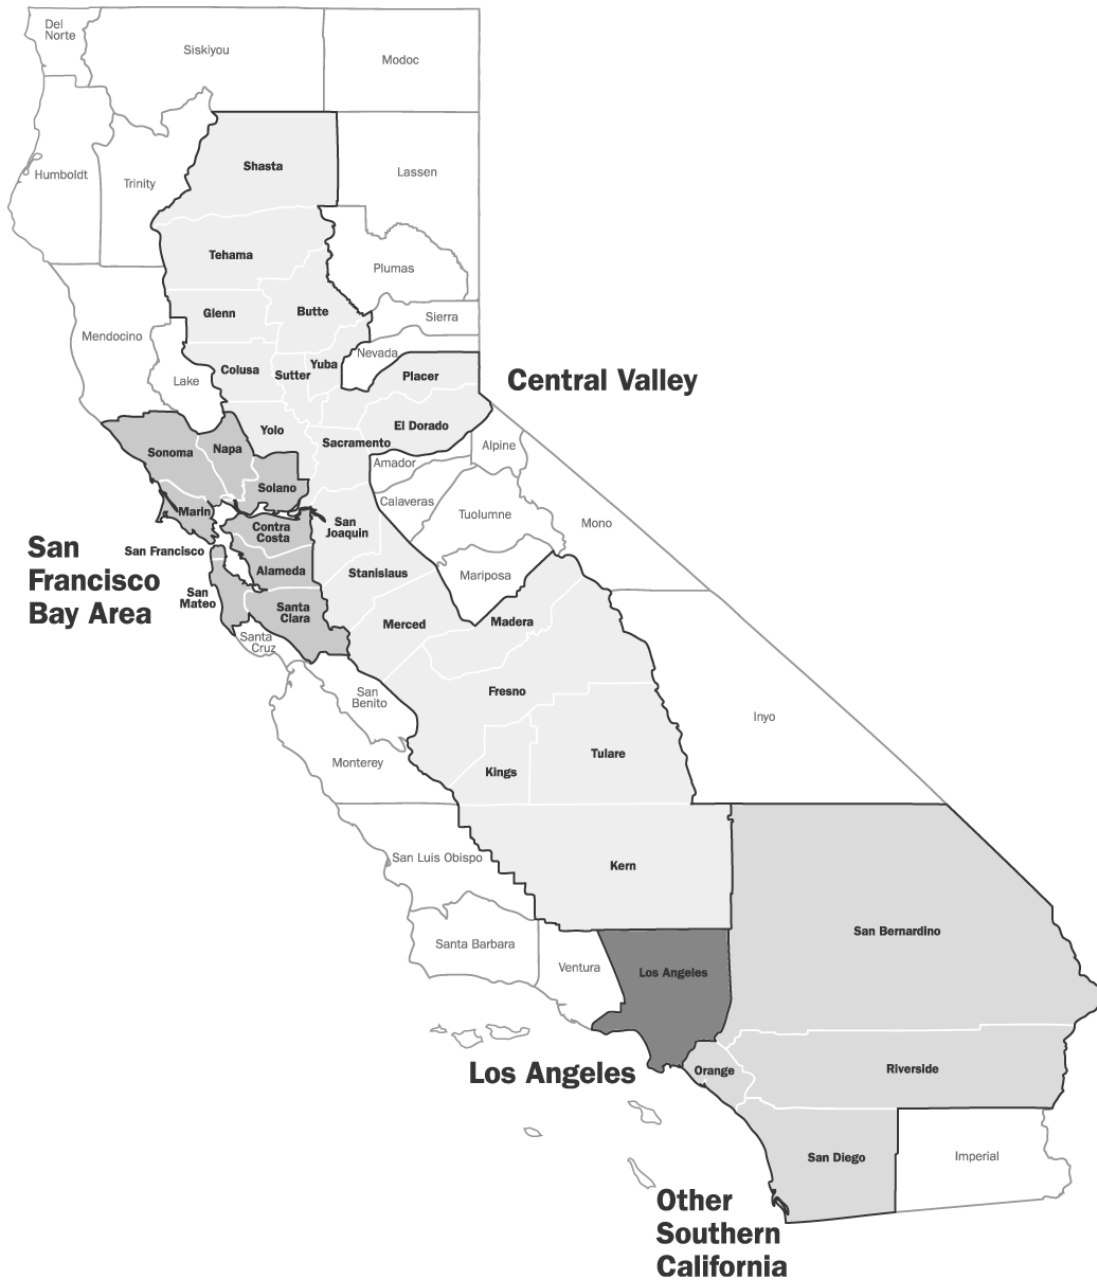 Del
Norte
Siskiyou
Modoc
Shasta
Humboldt
Trinity
Lassen
Tehama
Plumas
Glenn
Butte
Sierra
Mendocino
Nevada
Colusa
Sutter
Yuba
Placer
Lake
Central Valley
Yolo
El Dorado
Sacramento
Sonoma
Napa
Alpine
Amador
Solano
Calaveras
Marin
Tuolumne
Mono
Contra
Costa
San
Joaquin
San Francisco
San
Francisco
Bay Area
Alameda
Stanislaus
Mariposa
San
Mateo
Santa
Clara
Merced
Madera
Santa
Cruz
San
Benito
Fresno
Inyo
Monterey
Kings
Tulare
San Luis Obispo
Kern
Santa Barbara
Ventura
Los Angeles
San Bernardino
Los Angeles
Orange
Riverside
San Diego
Imperial
Other
Southern
California